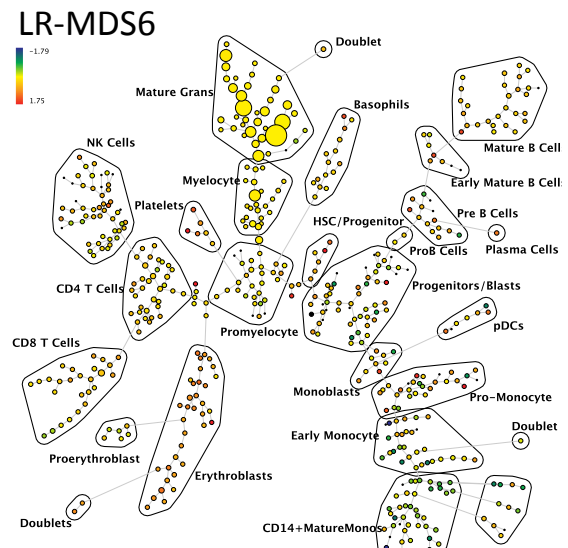 LR-MDS6
-1.79
1.75
Doublet
Mature Grans
Basophils
NK Cells
Mature B Cell
Myelocyte
Early Mature B Cell
Platelets
HSC/Progenitor
Pre B Cells
ProB Cells
Plasma Cells
CD4 T Cells
Progenitors/Blasts
pDCs
Promyelocyte
CD8 T Cells
Monoblasts
Pro-Monocyte
Early Monocyte
Doublet
Proerythroblast
Erythroblasts
Doublets
CD14+MatureMonos